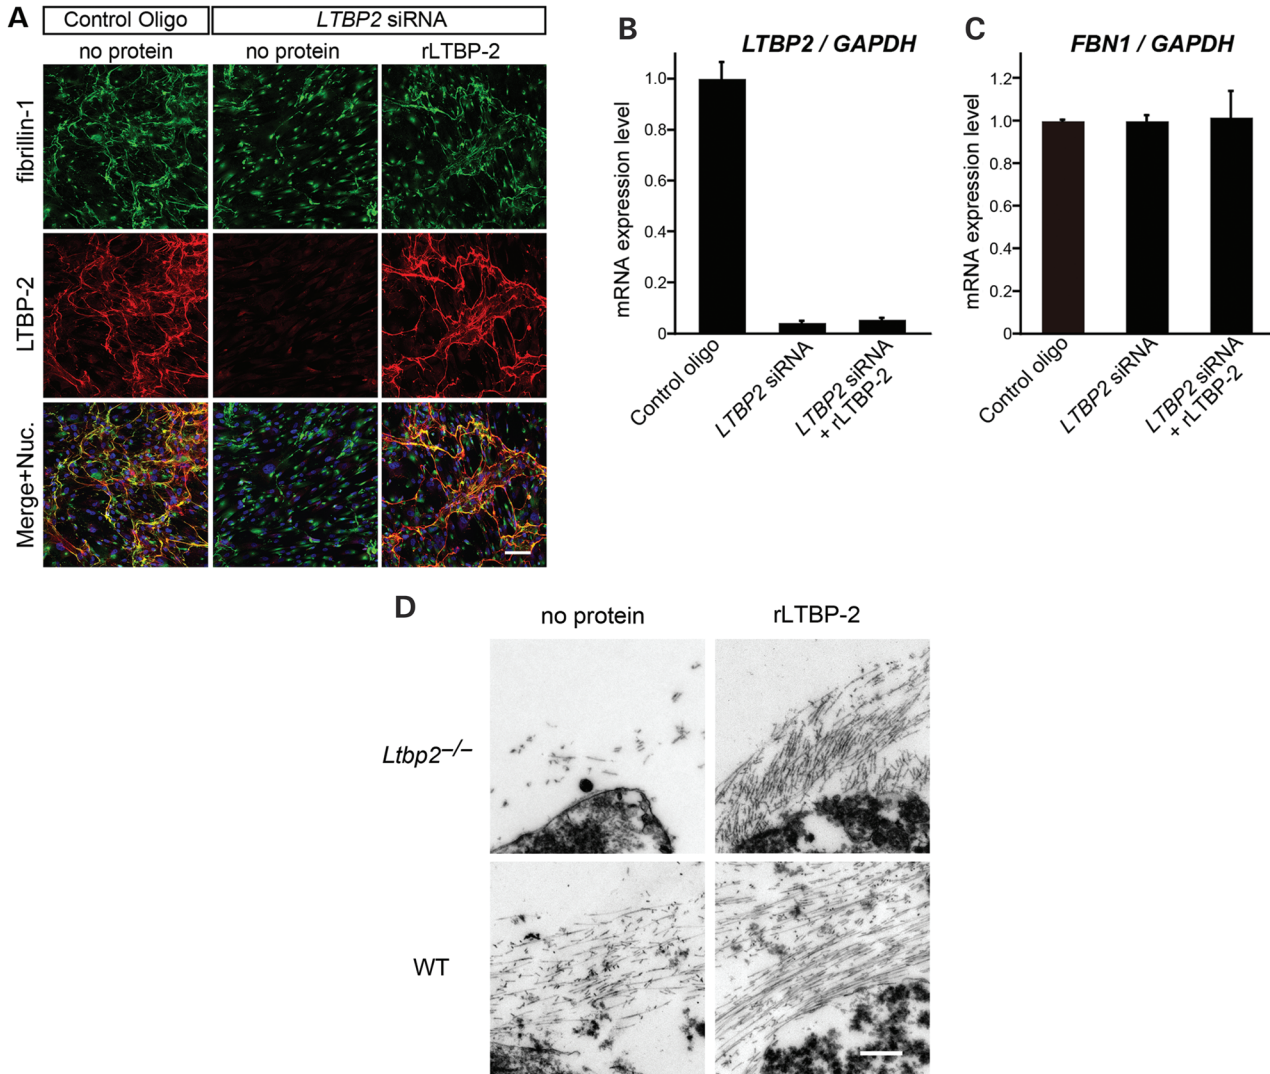 A
Control Oligo
LTBP2 siRNA
no protein
no protein
rLTBP-2
fibrillin-1
LTBP-2
Merge+Nuc.
B
LTBP2 / GAPDH
mRNA expression level
1.0
0.8
0.6
0.4
0.2
0
Control oligo
LTBP2 siRNA
LTBP2 siRNA
+ rLTBP-2
C
FBN1 / GAPDH
mRNA expression level
1.2
1.0
0.8
0.6
0.4
0.2
0
Control oligo
LTBP2 siRNA
LTBP2 siRNA
+ rLTBP-2
D
no protein
rLTBP-2
Ltbp2–/–
WT